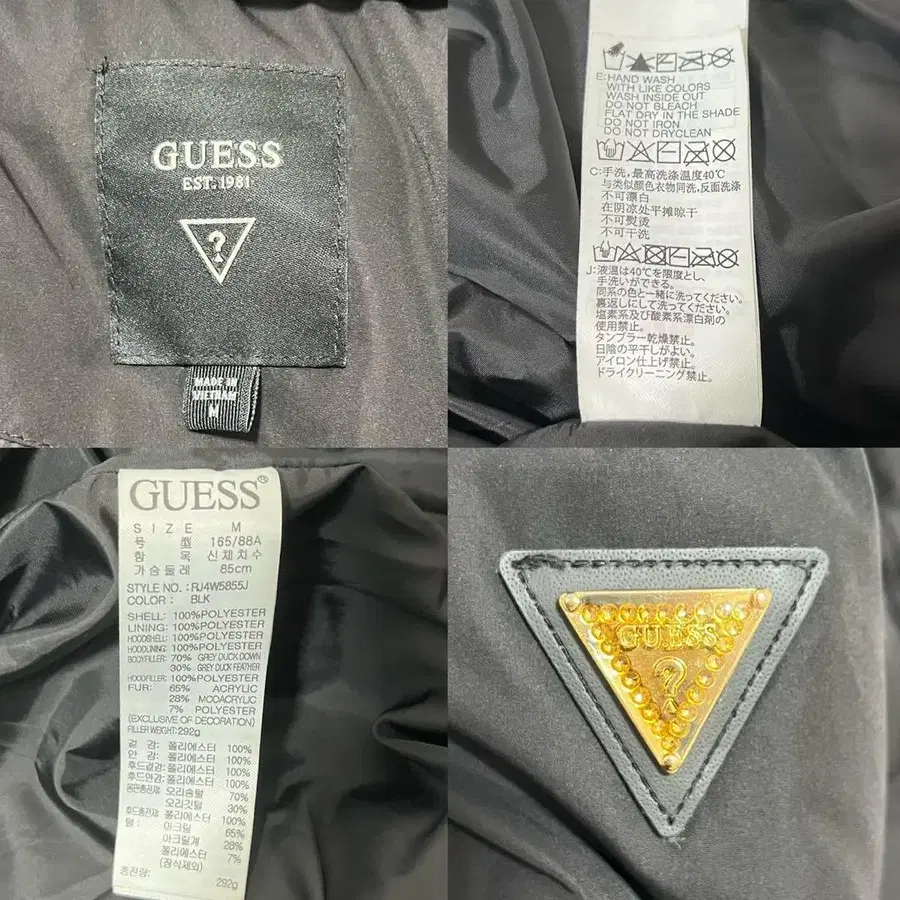 GUESS
EST. 1981
?
MADE IN
VIETNAM
M
E:HAND WASH
WITH LIKE COLORS
WASH INSIDE OUT
DO NOT BLEACH
FLAT DRY IN THE SHADE
DO NOT IRON
DO NOT DRYCLEAN
C:手洗,最高洗涤温度40℃
与类似颜色衣物同洗,反面洗涤
不可漂白
在阴凉处平摊晾干
不可熨烫
不可干洗
J:液温は40℃を限度とし、
手洗いができる。
同系の色と一緒に洗ってください。
裏返しにして洗ってください。
塩素系及び酸素系漂白剤の
使用禁止。
タンブラー乾燥禁止。
日陰の平干しがよい。
アイロン仕上げ禁止。
ドライクリーニング禁止。
GUESS®
SIZE M
号 型 165/88A
항 목 신체치수
가슴둘레 85cm
STYLE NO.: RJ4W5855J
COLOR: BLK
SHELL: 100%POLYESTER
LINING: 100%POLYESTER
HOODSHELL: 100%POLYESTER
HOODLINING: 100%POLYESTER
BODYFILLER: 70% GREY DUCK DOWN
30% GREY DUCK FEATHER
HOODFILLER: 100%POLYESTER
FUR: 65% ACRYLIC
28% MODACRYLIC
7% POLYESTER
(EXCLUSIVE OF DECORATION)
FILLER WEIGHT: 292g
겉 감: 폴리에스터 100%
안 감: 폴리에스터 100%
후드겉감: 폴리에스터 100%
후드안감: 폴리에스터 100%
몸판충전재: 오리솜털 70%
오리깃털 30%
후드충전재: 폴리에스터 100%
털: 아크릴 65%
아크릴계 28%
폴리에스터 7%
(장식제외)
충전량: 292g
GUESS
?